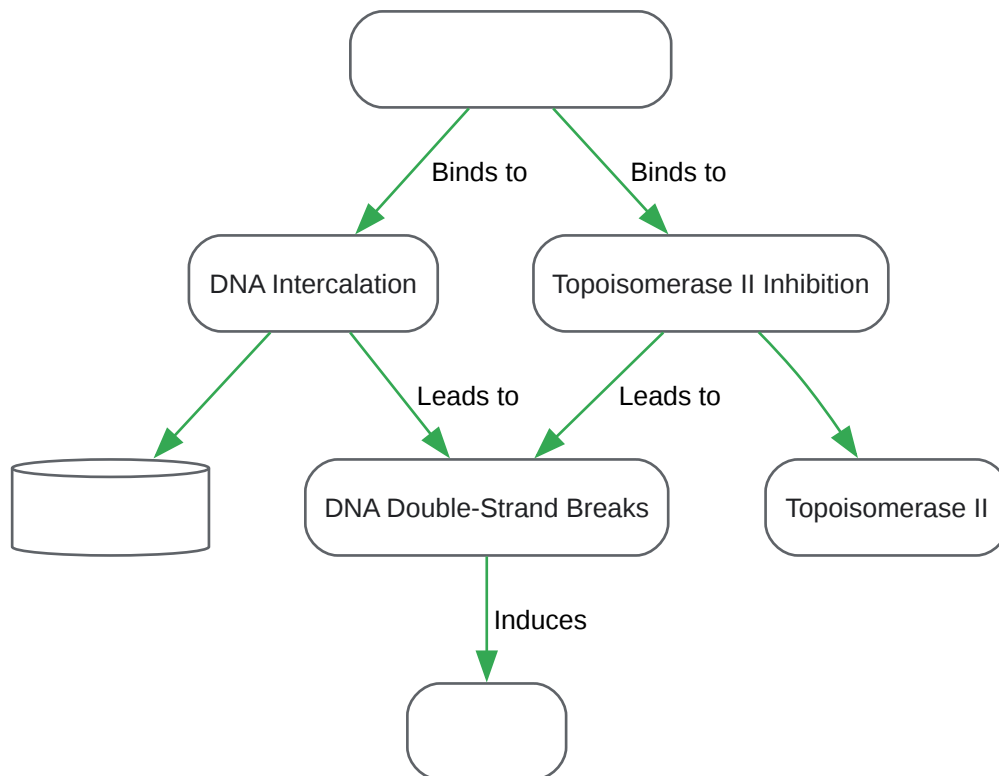 Binds to
Binds to
DNA Intercalation
Topoisomerase II Inhibition
Leads to
Leads to
DNA Double-Strand Breaks
Topoisomerase II
Induces